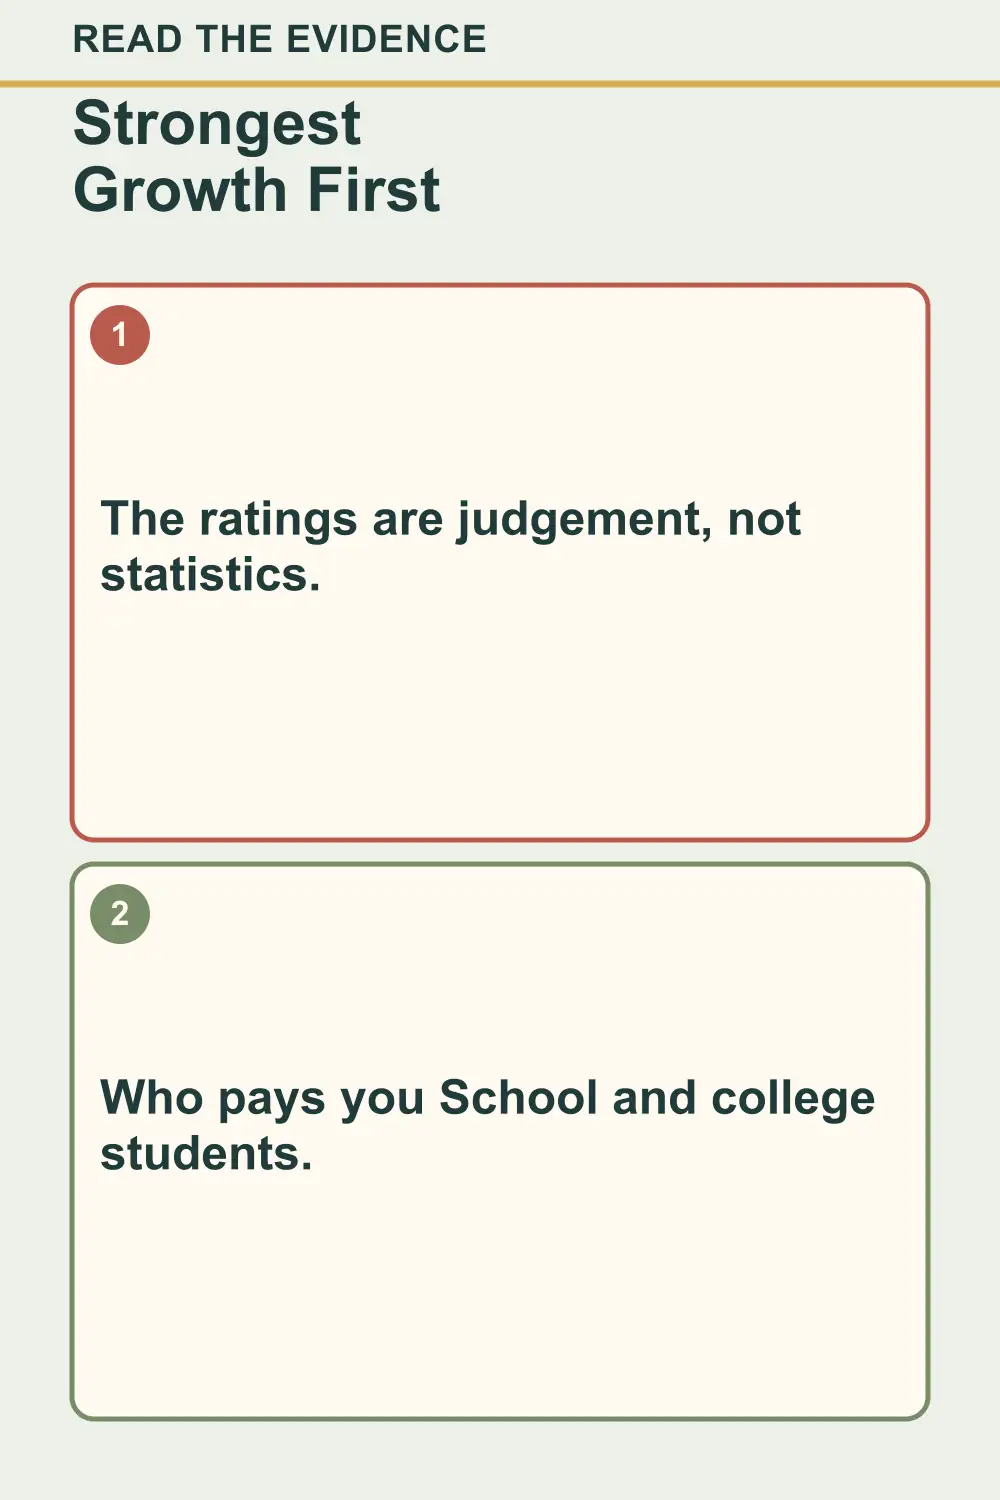 READ THE EVIDENCE
Strongest
Growth First
1
The ratings are judgement, not
statistics.
2
Who pays you School and college
students.